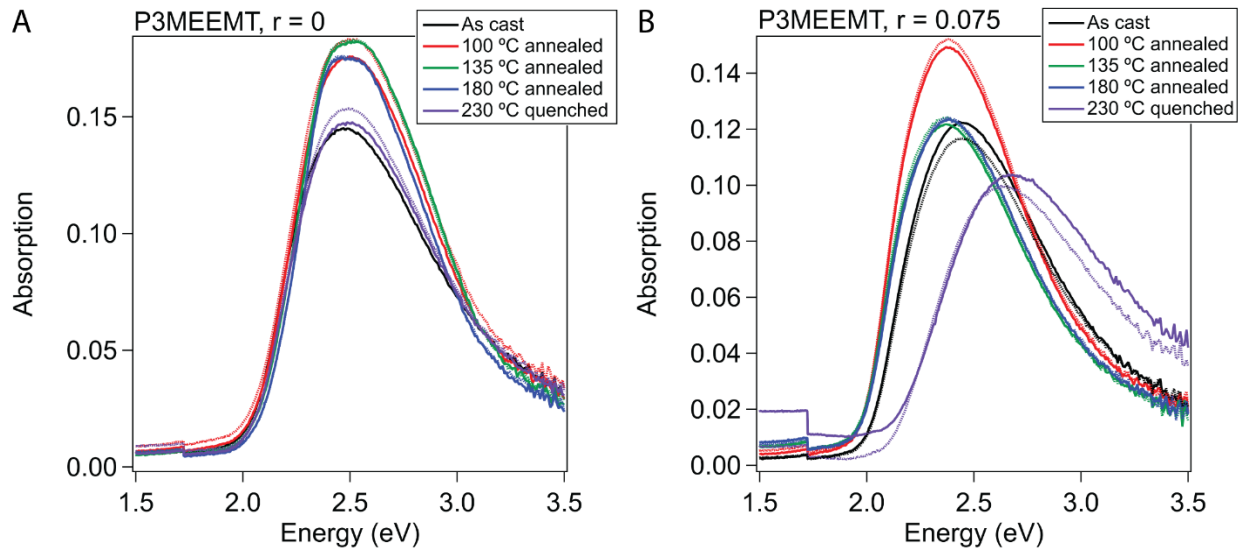 A
P3MEEMT, r = 0
As cast
100 ºC annealed
135 ºC annealed
180 ºC annealed
230 ºC quenched
Absorption
0.15
0.10
0.05
0.00
1.5 2.0 2.5 3.0 3.5
Energy (eV)
B
P3MEEMT, r = 0.075
As cast
100 ºC annealed
135 ºC annealed
180 ºC annealed
230 ºC quenched
Absorption
0.14
0.12
0.10
0.08
0.06
0.04
0.02
0.00
1.5 2.0 2.5 3.0 3.5
Energy (eV)